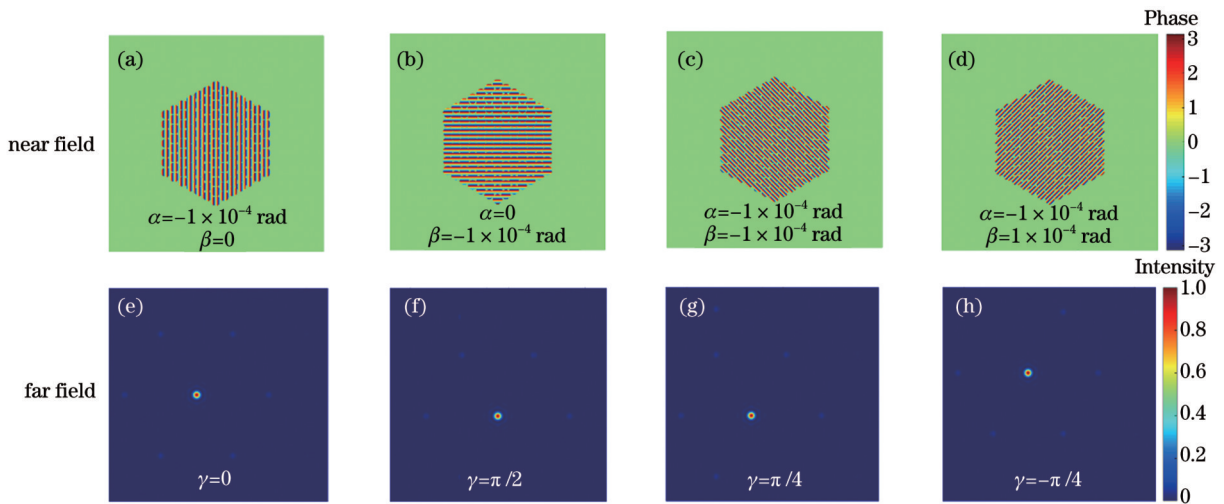 Phase
(a)
(b)
(c)
(d)
3
2
1
0
−1
−2
−3
near field
α=−1×10⁻⁴ rad
β=0
α=0
β=−1×10⁻⁴ rad
α=−1×10⁻⁴ rad
β=−1×10⁻⁴ rad
α=−1×10⁻⁴ rad
β=1×10⁻⁴ rad
Intensity
(e)
(f)
(g)
(h)
1.0
0.8
0.6
0.4
0.2
0
far field
γ=0
γ=π/2
γ=π/4
γ=−π/4